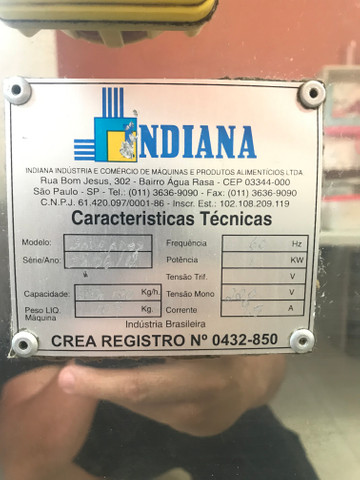 INDIANA
INDIANA INDÚSTRIA E COMÉRCIO DE MÁQUINAS E PRODUTOS ALIMENTÍCIOS LTDA.
Rua Bom Jesus, 302 - Bairro Água Rasa - CEP 03344-000
São Paulo - SP - Tel.: (011) 3636-9090 - Fax: (011) 3636-9090
C.N.P.J. 61.420.097/0001-86 - Inscr. Est.: 102.108.209.119
Caracteristicas Técnicas
Modelo: Frequência 60 Hz
Série/Ano: Potência KW
Tensão Trif. V
Capacidade: Kg/h. Tensão Mono V
Peso LIQ. Máquina Kg. Corrente A
Indústria Brasileira
CREA REGISTRO Nº 0432-850